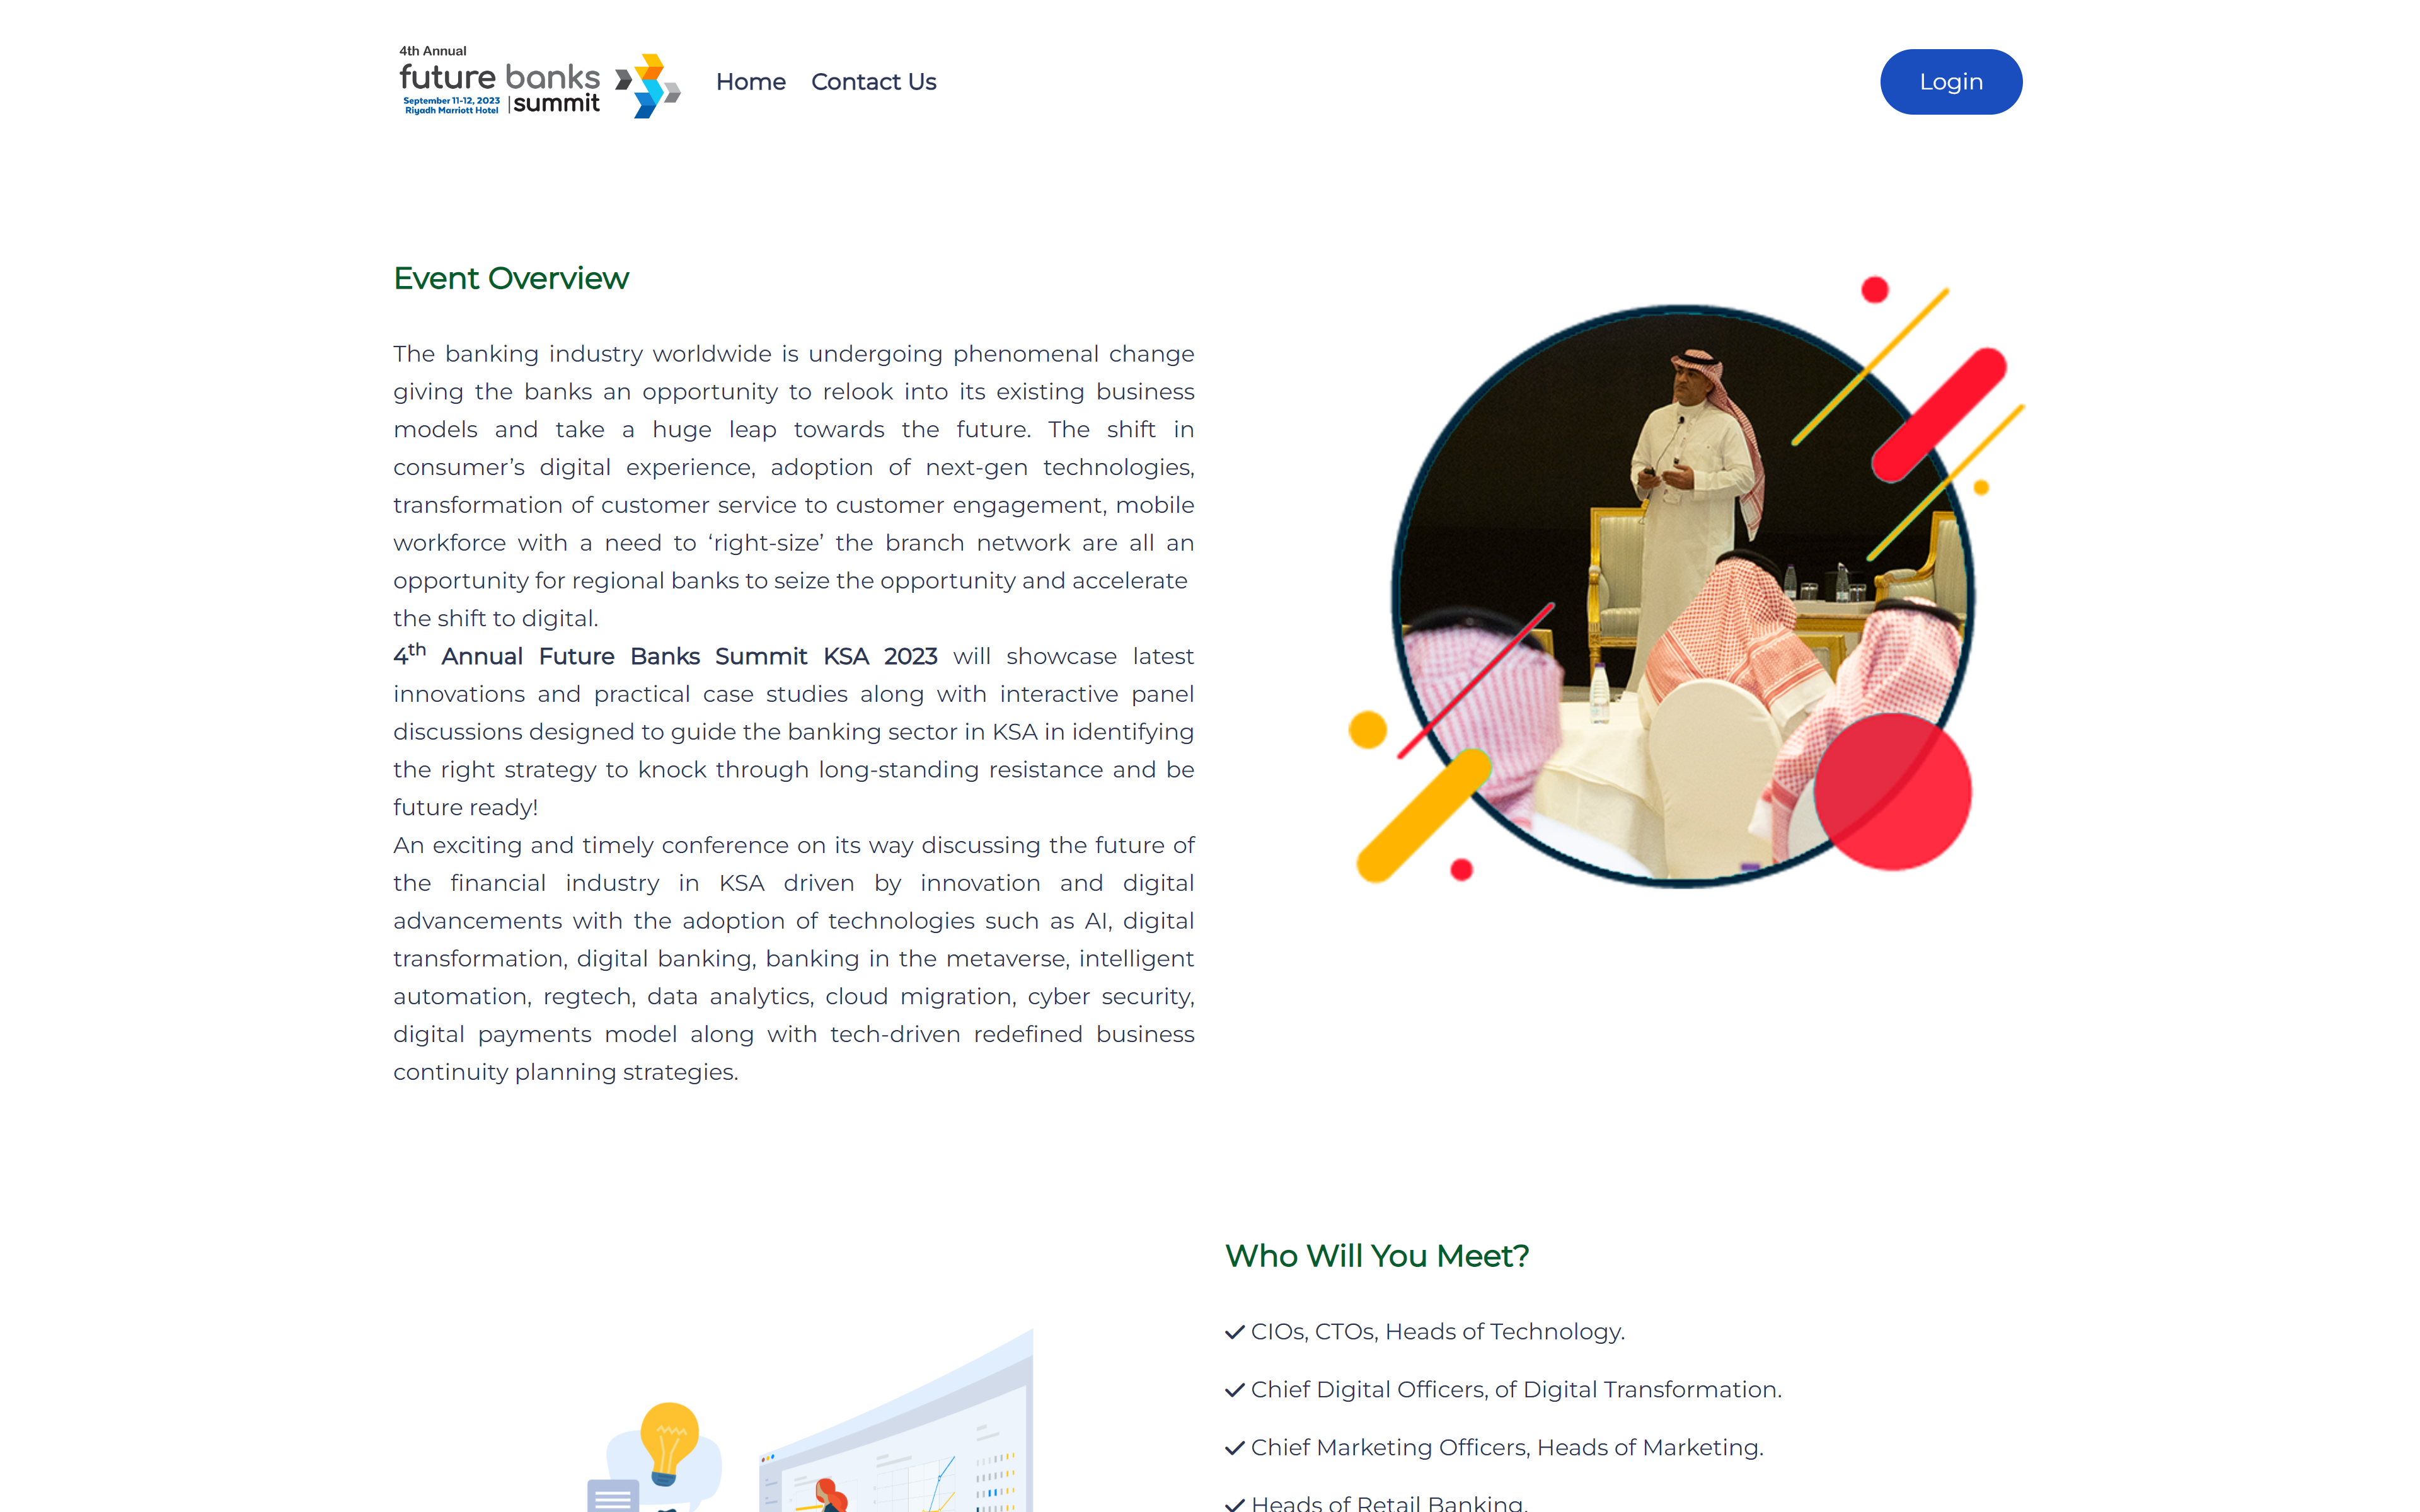 4th Annual
future banks
September 11-12, 2023
Riyadh Marriott Hotel
summit
Home Contact Us
Login
Event Overview
The banking industry worldwide is undergoing phenomenal change
giving the banks an opportunity to relook into its existing business
models and take a huge leap towards the future. The shift in
consumer’s digital experience, adoption of next-gen technologies,
transformation of customer service to customer engagement, mobile
workforce with a need to ‘right-size’ the branch network are all an
opportunity for regional banks to seize the opportunity and accelerate
the shift to digital.
4th Annual Future Banks Summit KSA 2023 will showcase latest
innovations and practical case studies along with interactive panel
discussions designed to guide the banking sector in KSA in identifying
the right strategy to knock through long-standing resistance and be
future ready!
An exciting and timely conference on its way discussing the future of
the financial industry in KSA driven by innovation and digital
advancements with the adoption of technologies such as AI, digital
transformation, digital banking, banking in the metaverse, intelligent
automation, regtech, data analytics, cloud migration, cyber security,
digital payments model along with tech-driven redefined business
continuity planning strategies.
Who Will You Meet?
CIOs, CTOs, Heads of Technology.
Chief Digital Officers, of Digital Transformation.
Chief Marketing Officers, Heads of Marketing.
Heads of Retail Banking.